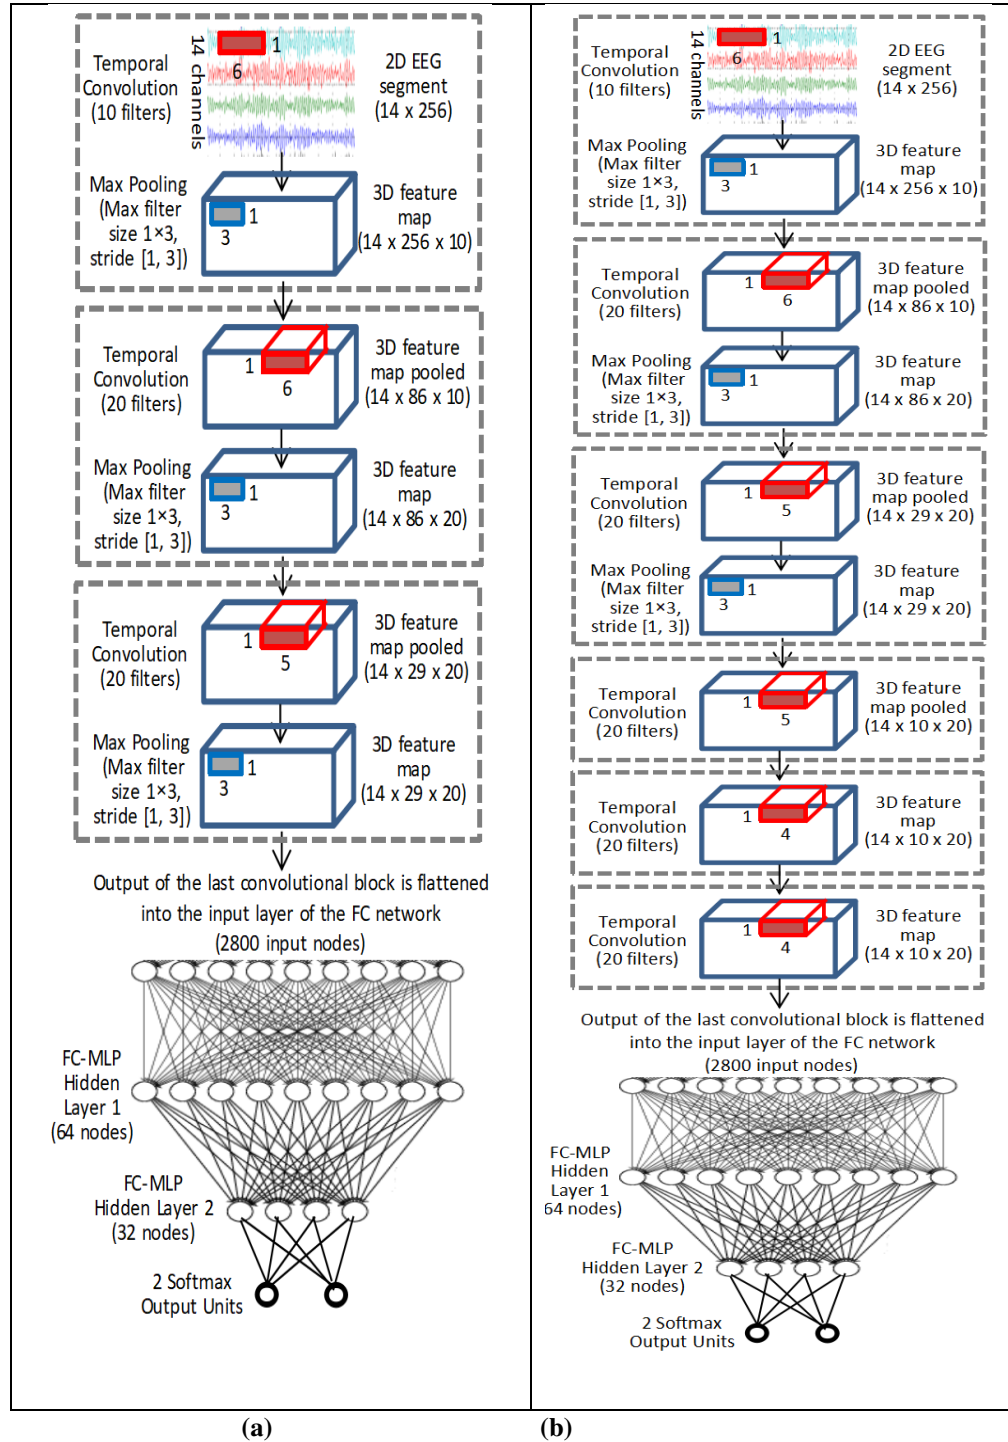 14 channels
1
6
Temporal
Convolution
(10 filters)
2D EEG
segment
(14 x 256)
Max Pooling
(Max filter
size 1×3,
stride [1, 3])
1
3
3D feature
map
(14 x 256 x 10)
Temporal
Convolution
(20 filters)
1
6
3D feature
map pooled
(14 x 86 x 10)
Max Pooling
(Max filter
size 1×3,
stride [1, 3])
1
3
3D feature
map
(14 x 86 x 20)
Temporal
Convolution
(20 filters)
1
5
3D feature
map pooled
(14 x 29 x 20)
Max Pooling
(Max filter
size 1×3,
stride [1, 3])
1
3
3D feature
map
(14 x 29 x 20)
Output of the last convolutional block is flattened
into the input layer of the FC network
(2800 input nodes)
FC-MLP
Hidden
Layer 1
(64 nodes)
FC-MLP
Hidden Layer 2
(32 nodes)
2 Softmax
Output Units
(a)
14 channels
1
6
Temporal
Convolution
(10 filters)
2D EEG
segment
(14 x 256)
Max Pooling
(Max filter
size 1×3,
stride [1, 3])
1
3
3D feature
map
(14 x 256 x 10)
Temporal
Convolution
(20 filters)
1
6
3D feature
map pooled
(14 x 86 x 10)
Max Pooling
(Max filter
size 1×3,
stride [1, 3])
1
3
3D feature
map
(14 x 86 x 20)
Temporal
Convolution
(20 filters)
1
5
3D feature
map pooled
(14 x 29 x 20)
Max Pooling
(Max filter
size 1×3,
stride [1, 3])
1
3
3D feature
map
(14 x 29 x 20)
Temporal
Convolution
(20 filters)
1
5
3D feature
map pooled
(14 x 10 x 20)
Temporal
Convolution
(20 filters)
1
4
3D feature
map
(14 x 10 x 20)
Temporal
Convolution
(20 filters)
1
4
3D feature
map
(14 x 10 x 20)
Output of the last convolutional block is flattened
into the input layer of the FC network
(2800 input nodes)
FC-MLP
Hidden
Layer 1
64 nodes)
FC-MLP
Hidden Layer 2
(32 nodes)
2 Softmax
Output Units
(b)